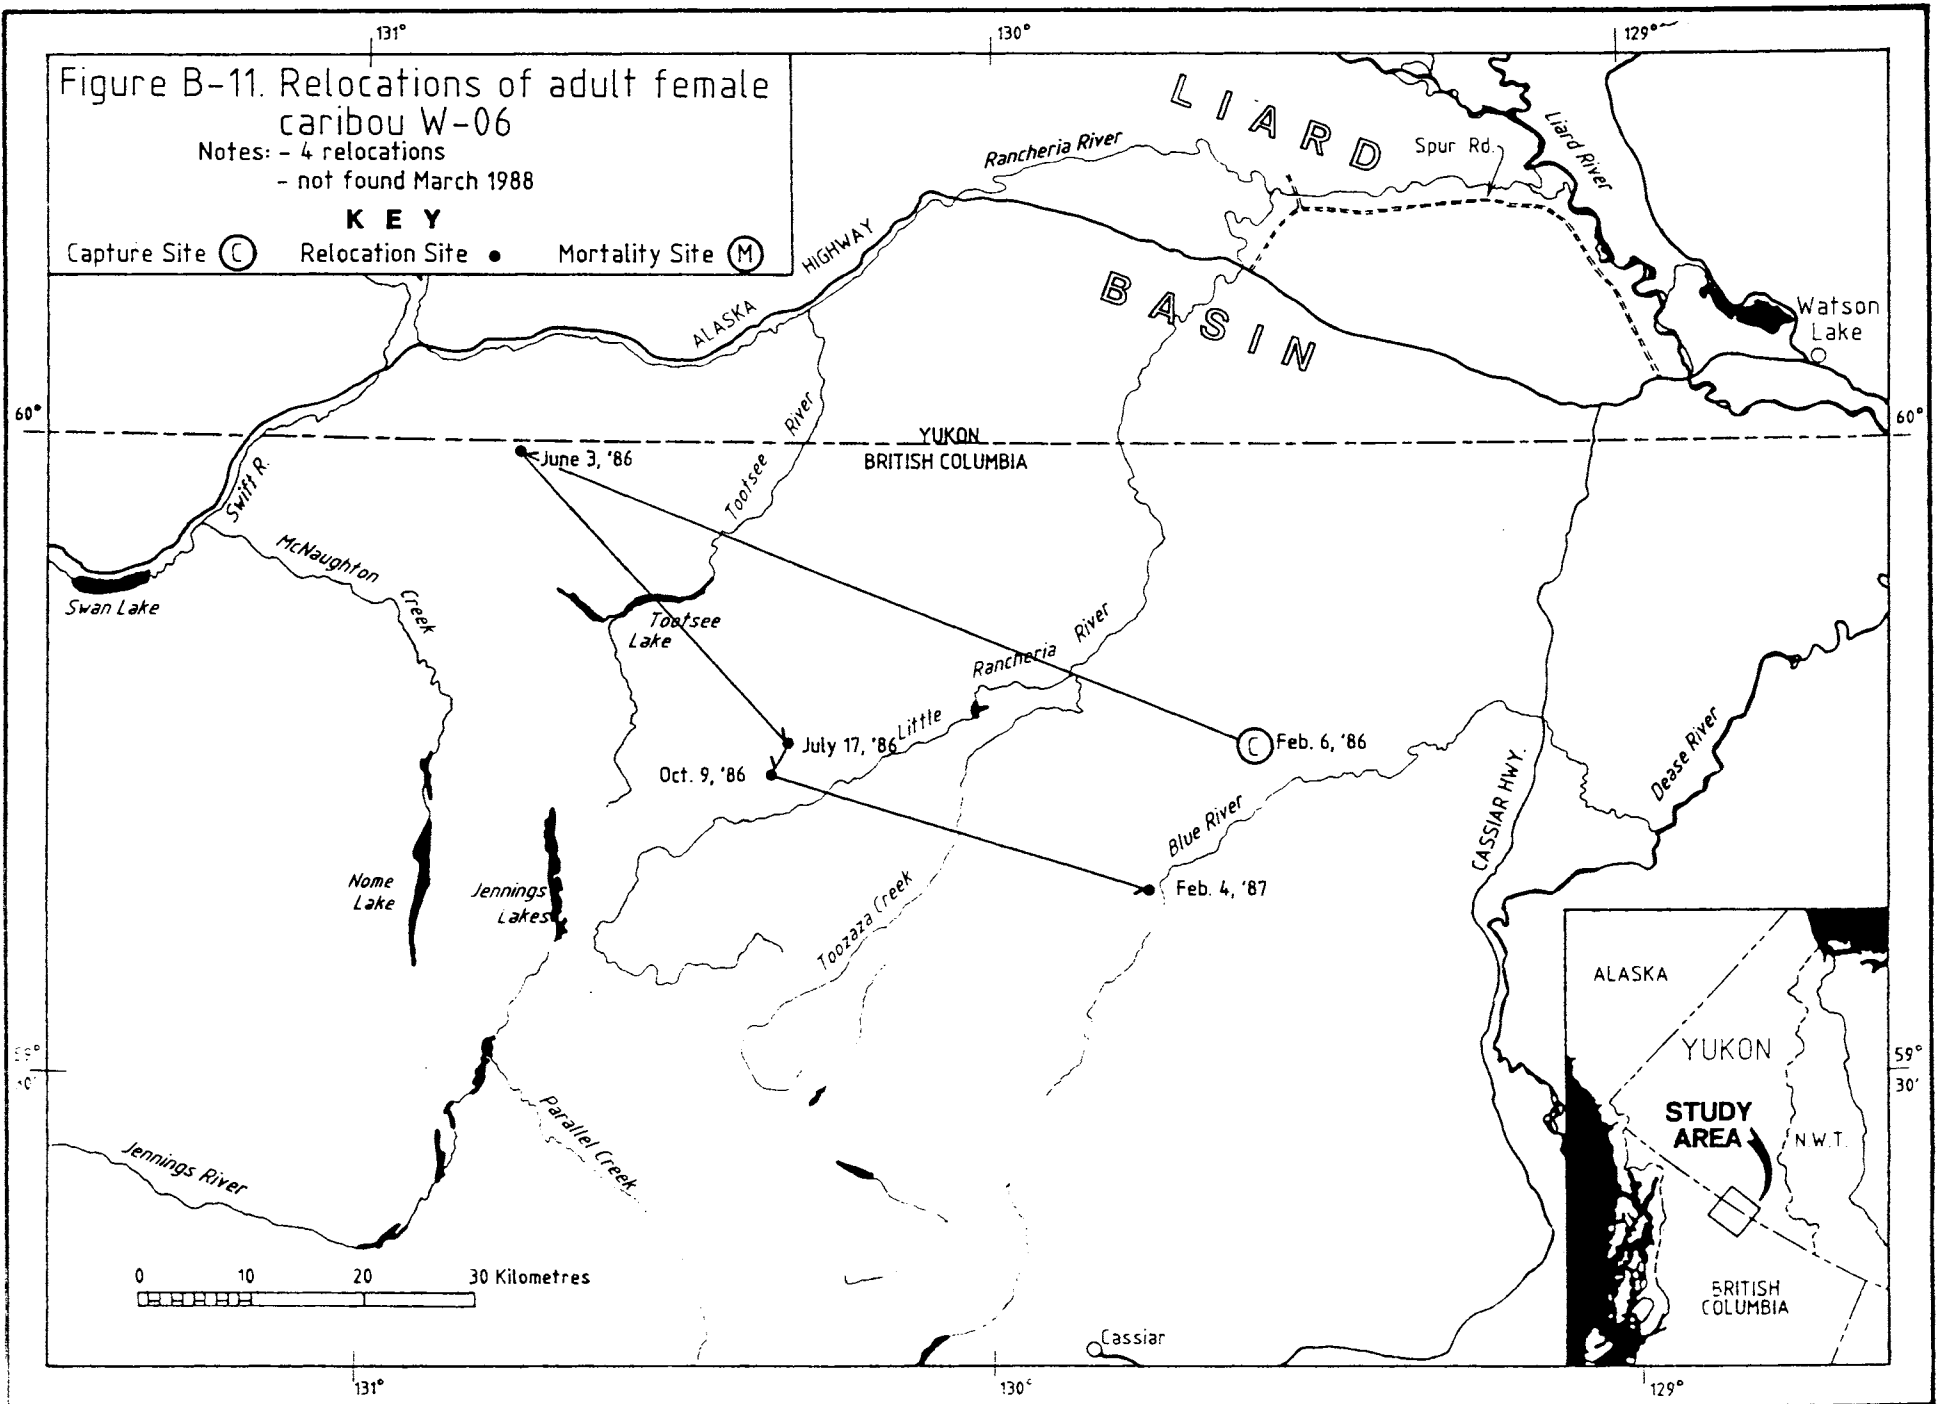 131°
130°
129°
Figure B-11. Relocations of adult female
caribou W-06
Notes: - 4 relocations
- not found March 1988
KEY
Capture Site C Relocation Site • Mortality Site M
LIARD
BASIN
Rancheria River
Spur Rd.
Liard River
ALASKA HIGHWAY
Watson
Lake
60°
60°
YUKON
BRITISH COLUMBIA
June 3, '86
Tootsee River
Swift R.
McNaughton Creek
Swan Lake
Tootsee
Lake
Little Rancheria River
July 17, '86
Oct. 9, '86
C Feb. 6, '86
Feb. 4, '87
Blue River
CASSIAR HWY.
Dease River
Nome
Lake
Jennings
Lakes
Toozaza Creek
Parallel Creek
Jennings River
59°
30'
0 10 20 30 Kilometres
Cassiar
ALASKA
YUKON
STUDY
AREA
N.W.T.
BRITISH
COLUMBIA
131°
130°
129°